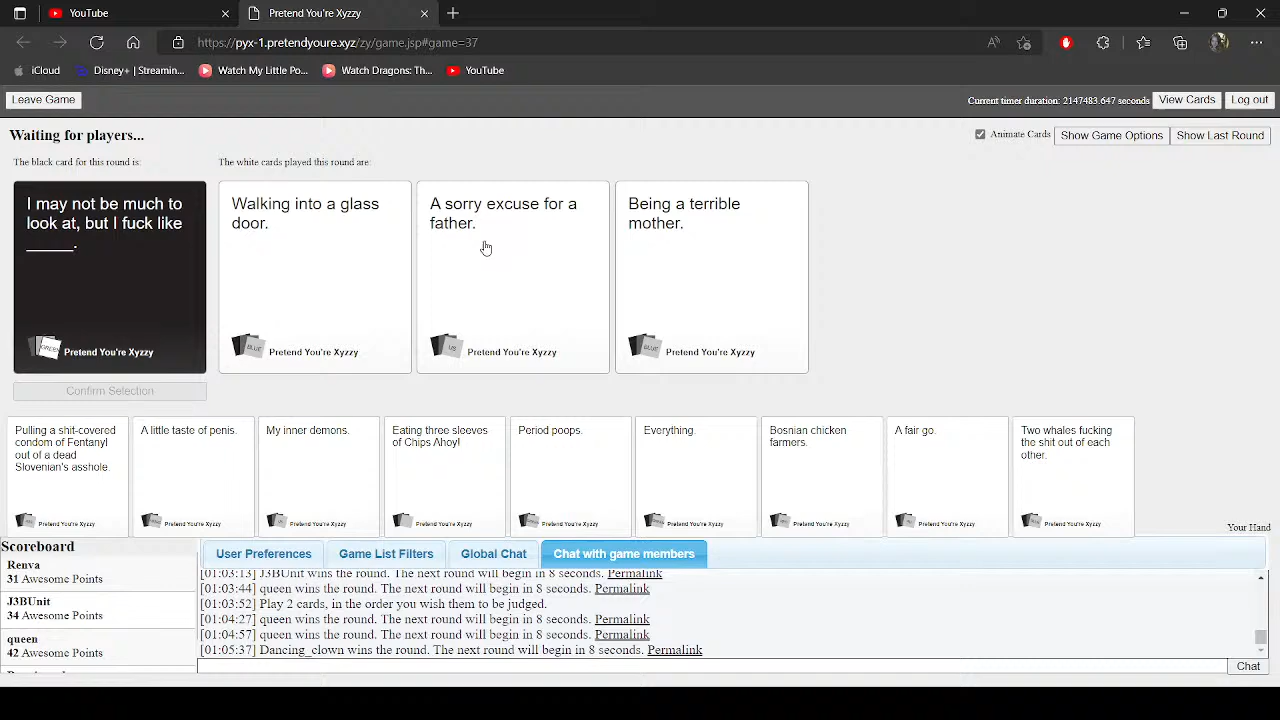 YouTube
Pretend You're Xyzzy
https://pyx-1.pretendyoure.xyz/zy/game.jsp#game=37
iCloud
Disney+ | Streamin...
Watch My Little Po...
Watch Dragons: Th...
YouTube
Leave Game
Current timer duration: 2147483.647 seconds
View Cards
Log out
Waiting for players...
Animate Cards
Show Game Options
Show Last Round
The black card for this round is:
The white cards played this round are:
I may not be much to
look at, but I fuck like
_____.
GREEN
Pretend You're Xyzzy
Walking into a glass
door.
BLUE
Pretend You're Xyzzy
A sorry excuse for a
father.
US
Pretend You're Xyzzy
Being a terrible
mother.
BLUE
Pretend You're Xyzzy
Confirm Selection
Pulling a shit-covered
condom of Fentanyl
out of a dead
Slovenian's asshole.
Pretend You're Xyzzy
A little taste of penis.
Pretend You're Xyzzy
My inner demons.
Pretend You're Xyzzy
Eating three sleeves
of Chips Ahoy!
Pretend You're Xyzzy
Period poops.
Pretend You're Xyzzy
Everything.
Pretend You're Xyzzy
Bosnian chicken
farmers.
Pretend You're Xyzzy
A fair go.
Pretend You're Xyzzy
Two whales fucking
the shit out of each
other.
Pretend You're Xyzzy
Your Hand
Scoreboard
Renva
31 Awesome Points
J3BUnit
34 Awesome Points
queen
42 Awesome Points
User Preferences
Game List Filters
Global Chat
Chat with game members
[01:03:13] J3BUnit wins the round. The next round will begin in 8 seconds. Permalink
[01:03:44] queen wins the round. The next round will begin in 8 seconds. Permalink
[01:03:52] Play 2 cards, in the order you wish them to be judged.
[01:04:27] queen wins the round. The next round will begin in 8 seconds. Permalink
[01:04:57] queen wins the round. The next round will begin in 8 seconds. Permalink
[01:05:37] Dancing_clown wins the round. The next round will begin in 8 seconds. Permalink
Chat